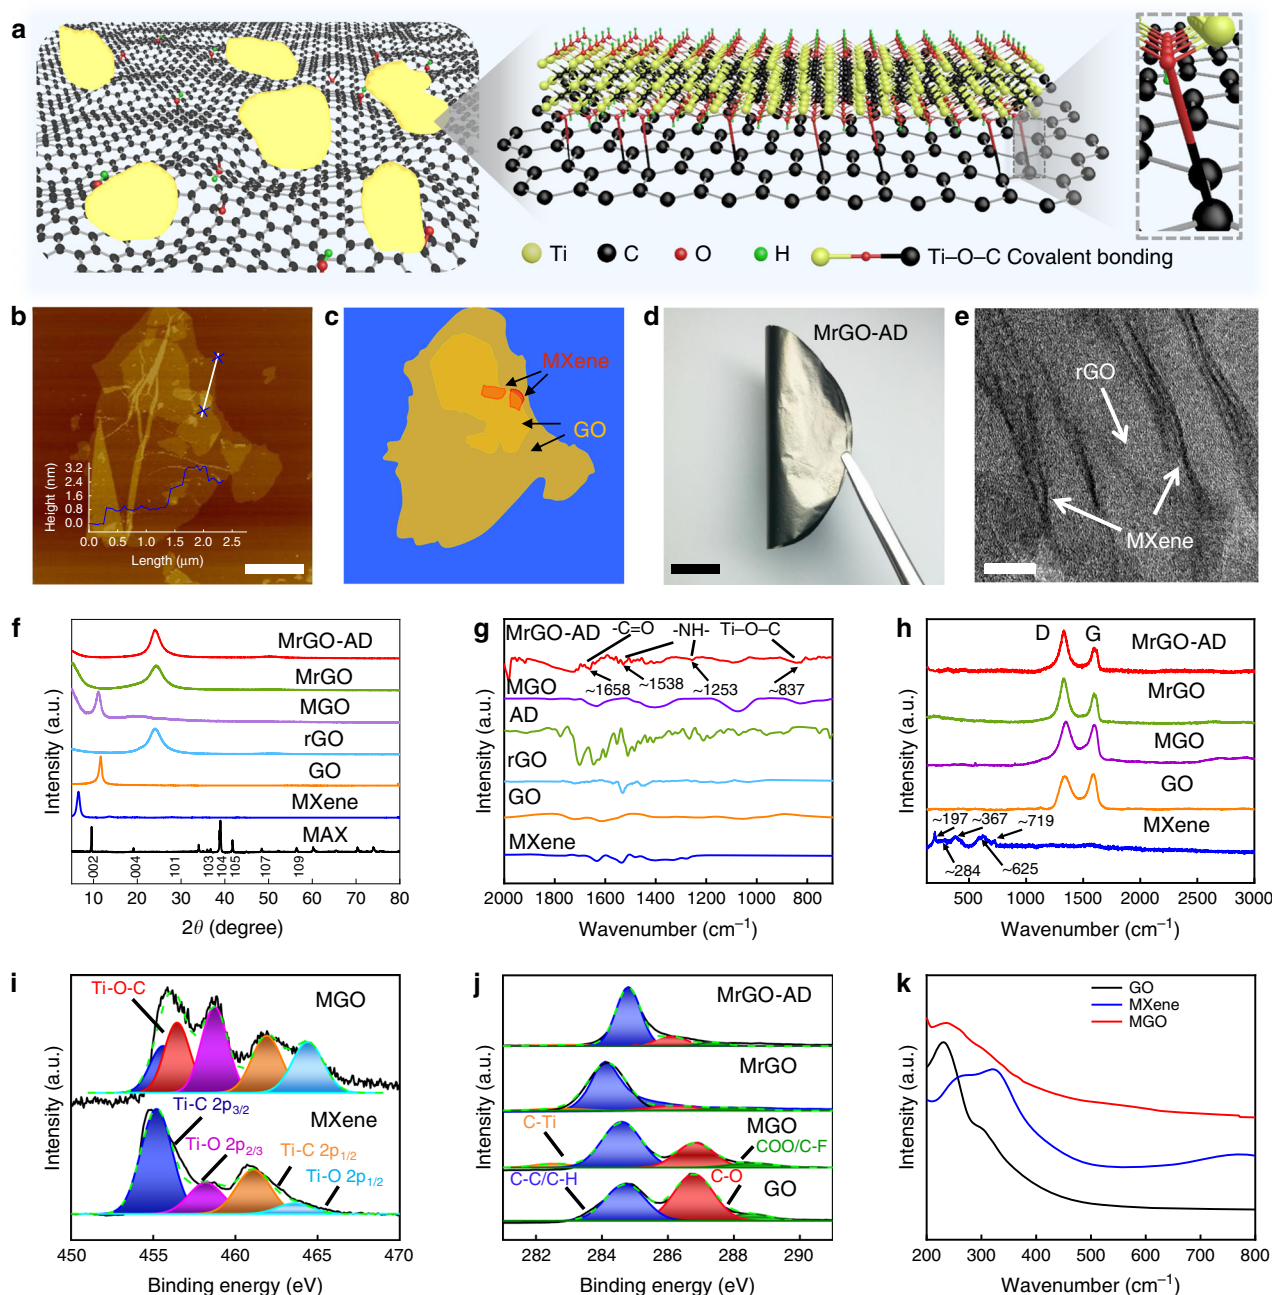 a
Ti
C
O
H
Ti–O–C Covalent bonding
b
Height (nm)
3.2
2.4
1.6
0.8
0.0
0.0 0.5 1.0 1.5 2.0 2.5
Length (μm)
c
MXene
GO
d
MrGO-AD
e
rGO
MXene
f
MrGO-AD
MrGO
MGO
rGO
GO
MXene
MAX
002
004
101
103
104
105
107
109
10 20 30 40 50 60 70 80
2θ (degree)
Intensity (a.u.)
g
MrGO-AD
-C=O
-NH-
Ti–O–C
~1658
~1538
~1253
~837
MGO
AD
rGO
GO
MXene
2000 1800 1600 1400 1200 1000 800
Wavenumber (cm⁻¹)
Intensity (a.u.)
h
D
G
MrGO-AD
MrGO
MGO
GO
MXene
~197
~367
~719
~284
~625
500 1000 1500 2000 2500 3000
Wavenumber (cm⁻¹)
Intensity (a.u.)
i
Ti-O-C
MGO
Ti-C 2p3/2
MXene
Ti-O 2p2/3
Ti-C 2p1/2
Ti-O 2p1/2
450 455 460 465 470
Binding energy (eV)
Intensity (a.u.)
j
MrGO-AD
MrGO
C-Ti
MGO
COO/C-F
C-C/C-H
C-O
GO
282 284 286 288 290
Binding energy (eV)
Intensity (a.u.)
k
GO
MXene
MGO
200 300 400 500 600 700 800
Wavenumber (cm⁻¹)
Intensity (a.u.)